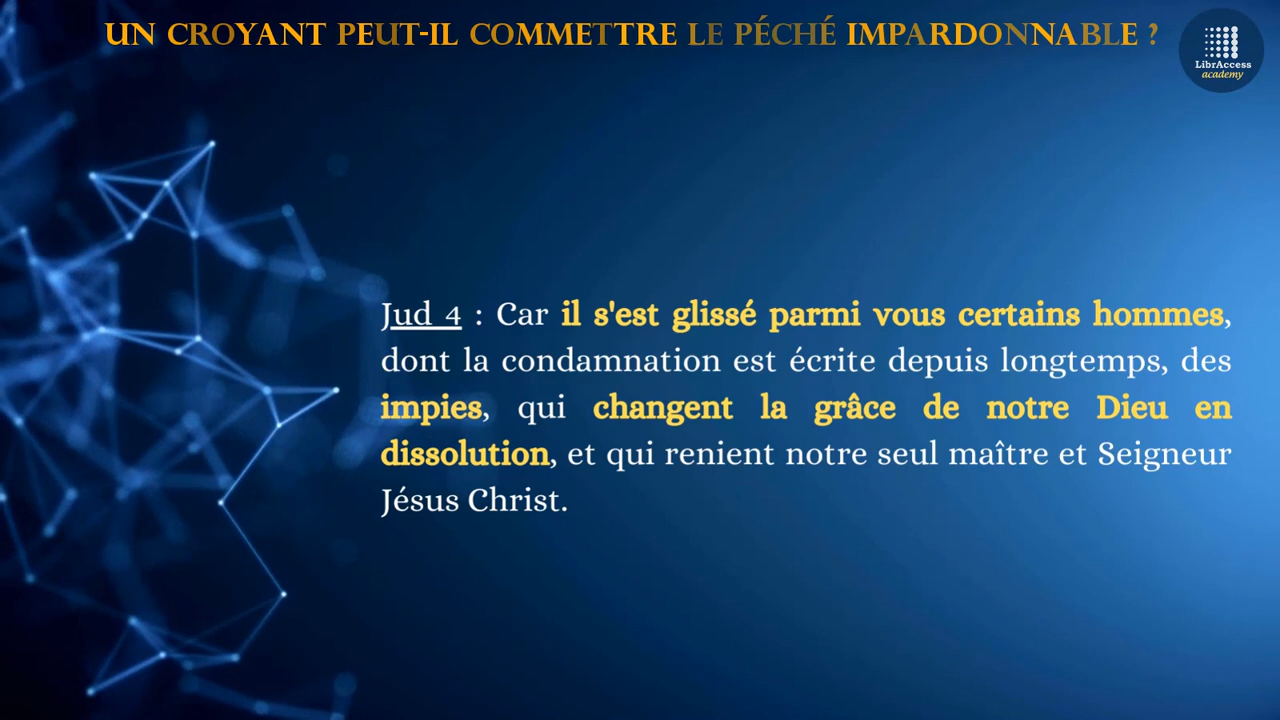 UN CROYANT PEUT-IL COMMETTRE LE PÉCHÉ IMPARDONNABLE ?
LibrAccess
academy
Jud 4 : Car il s'est glissé parmi vous certains hommes,
dont la condamnation est écrite depuis longtemps, des
impies, qui changent la grâce de notre Dieu en
dissolution, et qui renient notre seul maître et Seigneur
Jésus Christ.